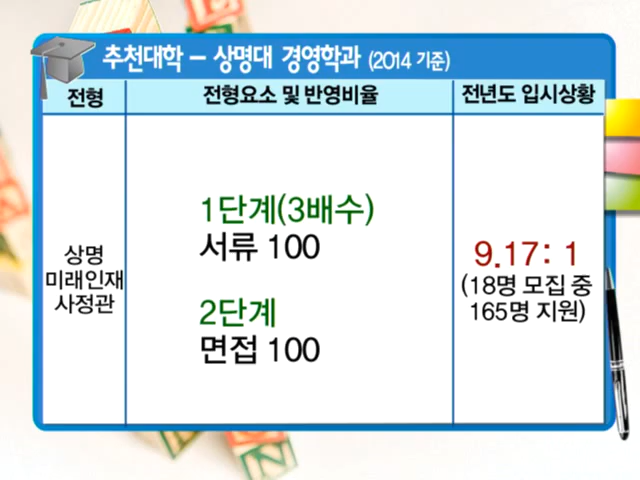 추천대학 – 상명대 경영학과 (2014 기준)
전형
전형요소 및 반영비율
전년도 입시상황
상명
미래인재
사정관
1단계(3배수)
서류 100
2단계
면접 100
9.17: 1
(18명 모집 중
165명 지원)